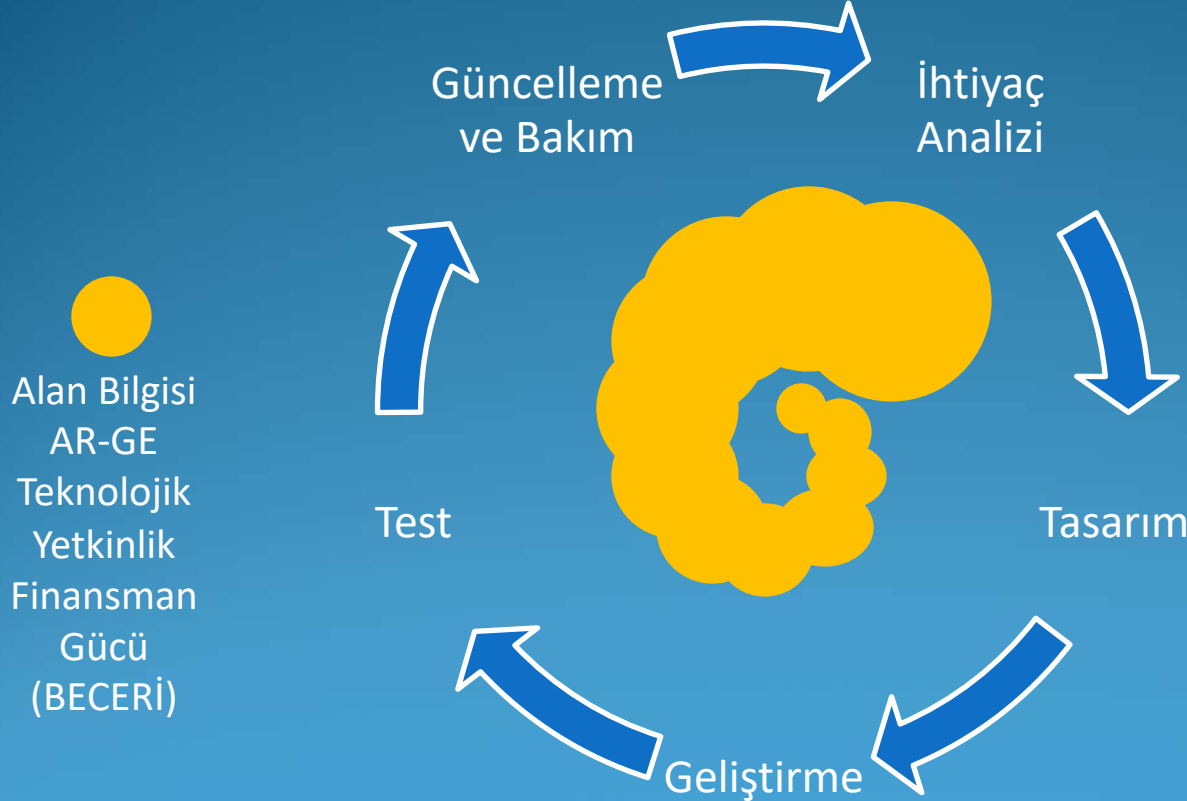 Güncelleme
ve Bakım
İhtiyaç
Analizi
Alan Bilgisi
AR-GE
Teknolojik
Yetkinlik
Finansman
Gücü
(BECERİ)
Test
Tasarım
Geliştirme